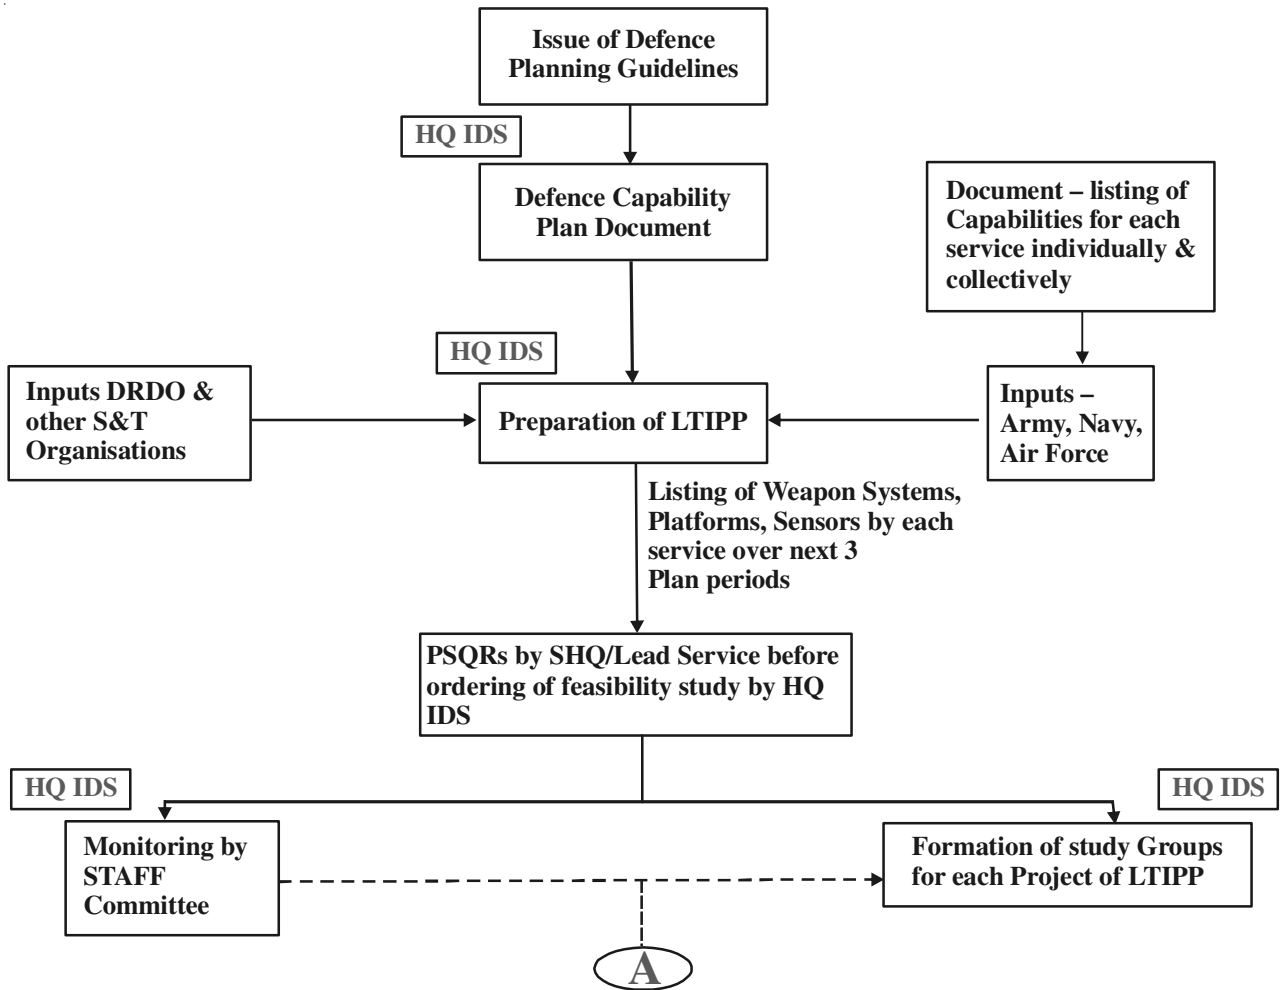 Issue of Defence
Planning Guidelines
HQ IDS
Defence Capability
Plan Document
Document – listing of
Capabilities for each
service individually &
collectively
HQ IDS
Inputs DRDO &
other S&T
Organisations
Preparation of LTIPP
Inputs –
Army, Navy,
Air Force
Listing of Weapon Systems,
Platforms, Sensors by each
service over next 3
Plan periods
PSQRs by SHQ/Lead Service before
ordering of feasibility study by HQ
IDS
HQ IDS
HQ IDS
Monitoring by
STAFF
Committee
Formation of study Groups
for each Project of LTIPP
A